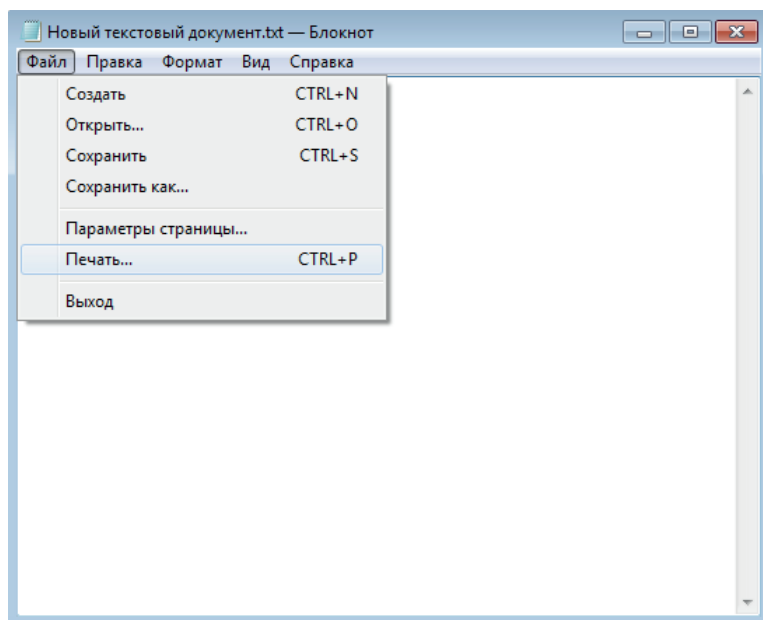 Новый текстовый документ.txt — Блокнот
Файл Правка Формат Вид Справка
Создать CTRL+N
Открыть... CTRL+O
Сохранить CTRL+S
Сохранить как...
Параметры страницы...
Печать... CTRL+P
Выход